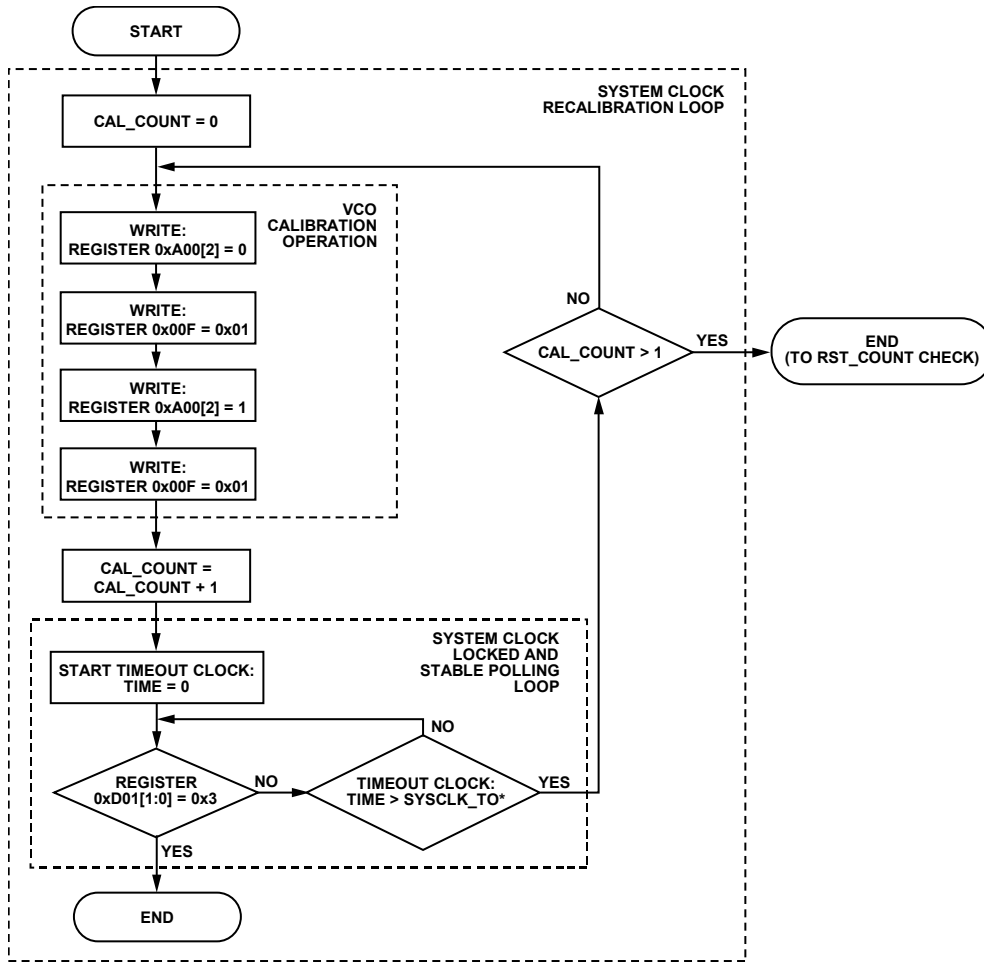 START
SYSTEM CLOCK
RECALIBRATION LOOP
CAL_COUNT = 0
VCO
CALIBRATION
OPERATION
WRITE:
REGISTER 0xA00[2] = 0
WRITE:
REGISTER 0x00F = 0x01
WRITE:
REGISTER 0xA00[2] = 1
WRITE:
REGISTER 0x00F = 0x01
NO
CAL_COUNT > 1
YES
END
(TO RST_COUNT CHECK)
CAL_COUNT =
CAL_COUNT + 1
SYSTEM CLOCK
LOCKED AND
STABLE POLLING
LOOP
START TIMEOUT CLOCK:
TIME = 0
NO
REGISTER
0xD01[1:0] = 0x3
NO
TIMEOUT CLOCK:
TIME > SYSCLK_TO*
YES
YES
END